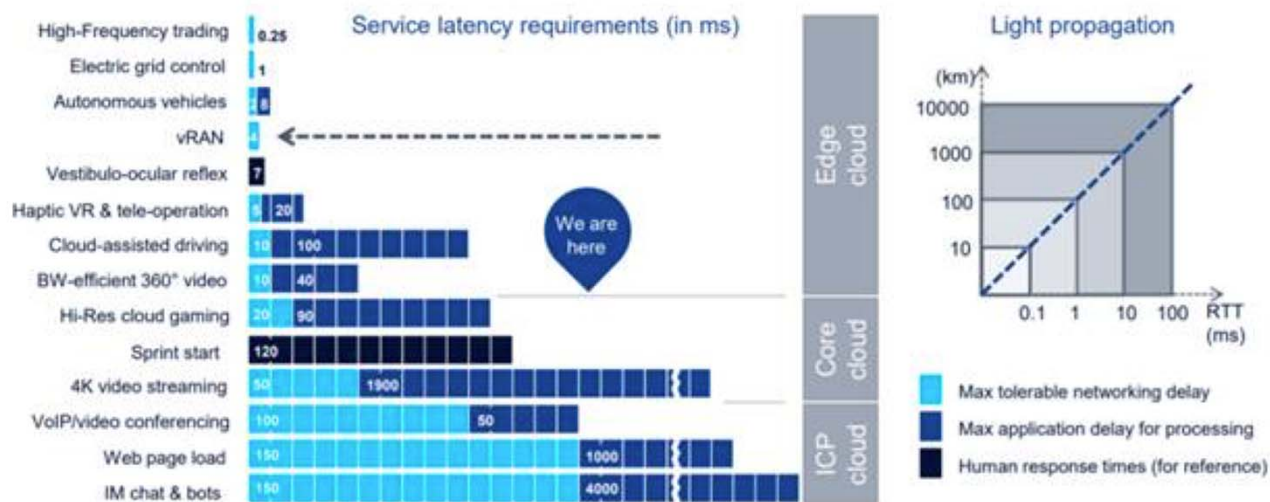 Service latency requirements (in ms)
High-Frequency trading 0.25
Electric grid control 1
Autonomous vehicles 2 8
vRAN 4
Vestibulo-ocular reflex 7
Haptic VR & tele-operation 5 20
Cloud-assisted driving 10 100
BW-efficient 360° video 10 40
Hi-Res cloud gaming 20 90
Sprint start 120
4K video streaming 50 1900
VoIP/video conferencing 100 50
Web page load 150 1000
IM chat & bots 150 4000
We are
here
Edge
cloud
Core
cloud
ICP
cloud
Light propagation
(km)
10000
1000
100
10
0.1 1 10 100 RTT
(ms)
Max tolerable networking delay
Max application delay for processing
Human response times (for reference)